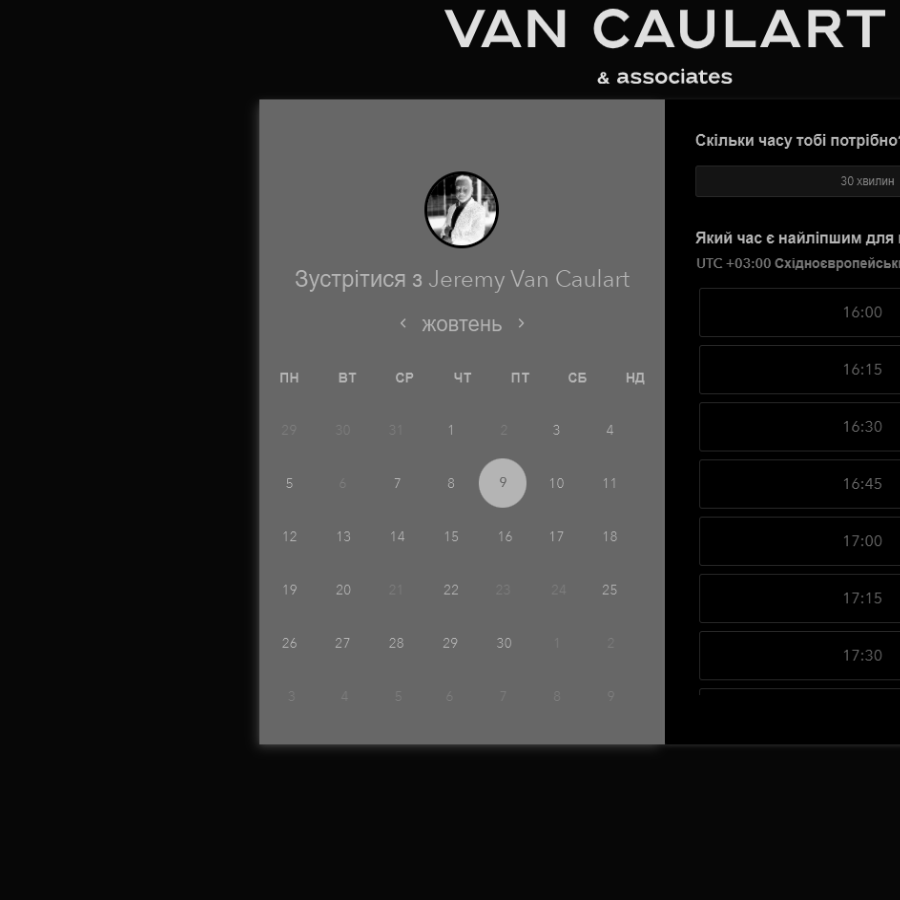 VAN CAULART
& associates
Зустрітися з Jeremy Van Caulart
жовтень
ПН ВТ СР ЧТ ПТ СБ НД
29 30 31 1 2 3 4
5 6 7 8 9 10 11
12 13 14 15 16 17 18
19 20 21 22 23 24 25
26 27 28 29 30 1 2
3 4 5 6 7 8 9
Скільки часу тобі потрібно?
30 хвилин
Який час є найліпшим для
UTC +03:00
16:00
16:15
16:30
16:45
17:00
17:15
17:30